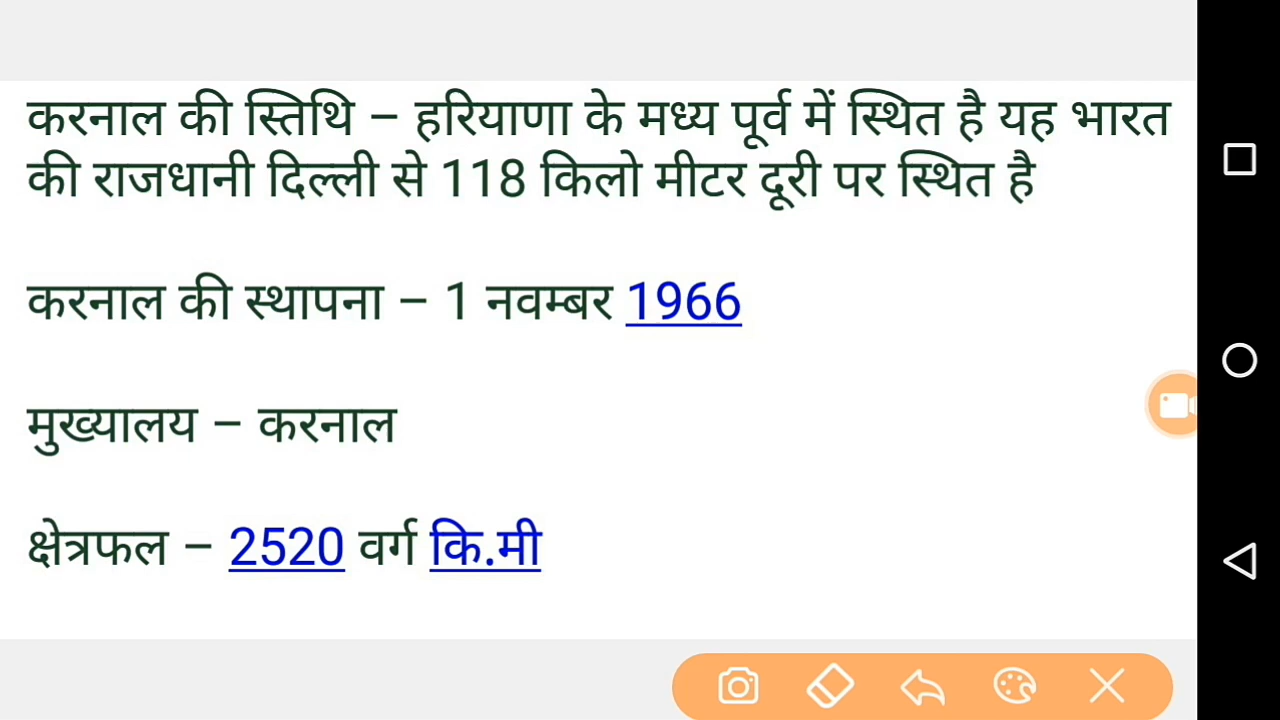 करनाल की स्तिथि – हरियाणा के मध्य पूर्व में स्थित है यह भारत
की राजधानी दिल्ली से 118 किलो मीटर दूरी पर स्थित है
करनाल की स्थापना – 1 नवम्बर 1966
मुख्यालय – करनाल
क्षेत्रफल – 2520 वर्ग कि.मी